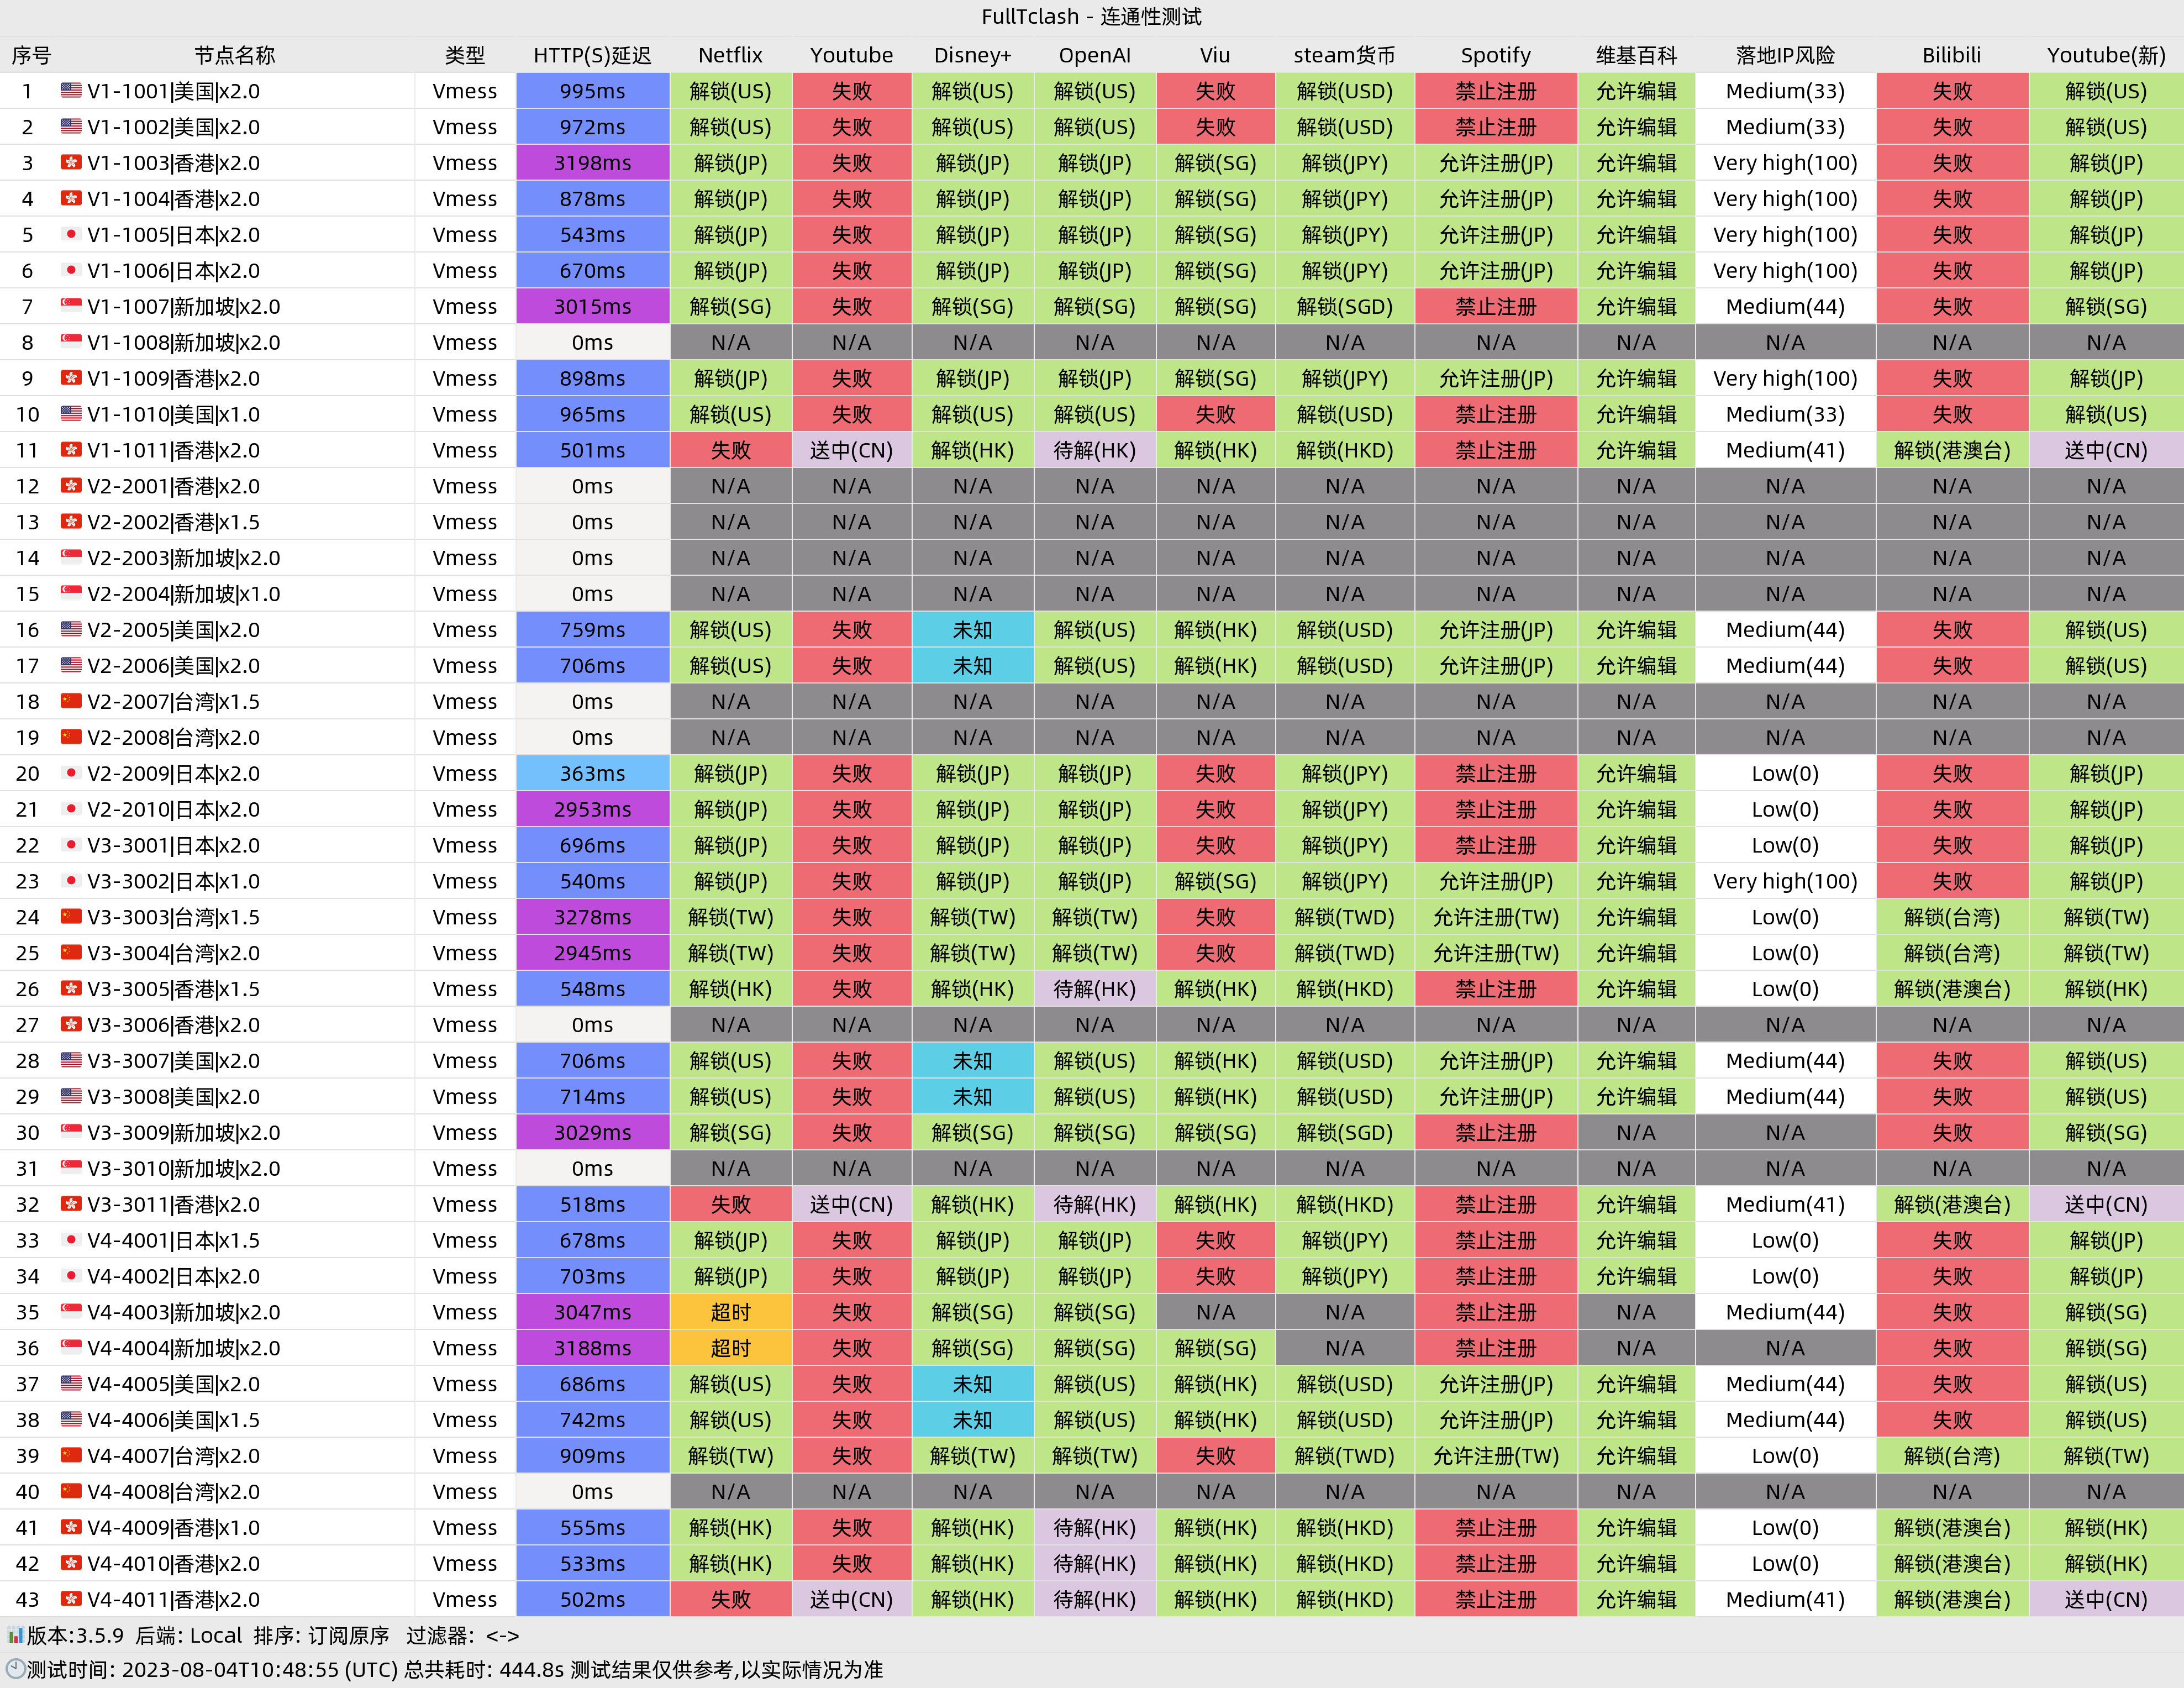 FullTclash - 连通性测试
序号 节点名称 类型 HTTP(S)延迟 Netflix Youtube Disney+ OpenAI Viu steam货币 Spotify 维基百科 落地IP风险 Bilibili Youtube(新)
1 V1-1001|美国|x2.0 Vmess 995ms 解锁(US) 失败 解锁(US) 解锁(US) 失败 解锁(USD) 禁止注册 允许编辑 Medium(33) 失败 解锁(US)
2 V1-1002|美国|x2.0 Vmess 972ms 解锁(US) 失败 解锁(US) 解锁(US) 失败 解锁(USD) 禁止注册 允许编辑 Medium(33) 失败 解锁(US)
3 V1-1003|香港|x2.0 Vmess 3198ms 解锁(JP) 失败 解锁(JP) 解锁(JP) 解锁(SG) 解锁(JPY) 允许注册(JP) 允许编辑 Very high(100) 失败 解锁(JP)
4 V1-1004|香港|x2.0 Vmess 878ms 解锁(JP) 失败 解锁(JP) 解锁(JP) 解锁(SG) 解锁(JPY) 允许注册(JP) 允许编辑 Very high(100) 失败 解锁(JP)
5 V1-1005|日本|x2.0 Vmess 543ms 解锁(JP) 失败 解锁(JP) 解锁(JP) 解锁(SG) 解锁(JPY) 允许注册(JP) 允许编辑 Very high(100) 失败 解锁(JP)
6 V1-1006|日本|x2.0 Vmess 670ms 解锁(JP) 失败 解锁(JP) 解锁(JP) 解锁(SG) 解锁(JPY) 允许注册(JP) 允许编辑 Very high(100) 失败 解锁(JP)
7 V1-1007|新加坡|x2.0 Vmess 3015ms 解锁(SG) 失败 解锁(SG) 解锁(SG) 解锁(SG) 解锁(SGD) 禁止注册 允许编辑 Medium(44) 失败 解锁(SG)
8 V1-1008|新加坡|x2.0 Vmess 0ms N/A N/A N/A N/A N/A N/A N/A N/A N/A N/A N/A
9 V1-1009|香港|x2.0 Vmess 898ms 解锁(JP) 失败 解锁(JP) 解锁(JP) 解锁(SG) 解锁(JPY) 允许注册(JP) 允许编辑 Very high(100) 失败 解锁(JP)
10 V1-1010|美国|x1.0 Vmess 965ms 解锁(US) 失败 解锁(US) 解锁(US) 失败 解锁(USD) 禁止注册 允许编辑 Medium(33) 失败 解锁(US)
11 V1-1011|香港|x2.0 Vmess 501ms 失败 送中(CN) 解锁(HK) 待解(HK) 解锁(HK) 解锁(HKD) 禁止注册 允许编辑 Medium(41) 解锁(港澳台) 送中(CN)
12 V2-2001|香港|x2.0 Vmess 0ms N/A N/A N/A N/A N/A N/A N/A N/A N/A N/A N/A
13 V2-2002|香港|x1.5 Vmess 0ms N/A N/A N/A N/A N/A N/A N/A N/A N/A N/A N/A
14 V2-2003|新加坡|x2.0 Vmess 0ms N/A N/A N/A N/A N/A N/A N/A N/A N/A N/A N/A
15 V2-2004|新加坡|x1.0 Vmess 0ms N/A N/A N/A N/A N/A N/A N/A N/A N/A N/A N/A
16 V2-2005|美国|x2.0 Vmess 759ms 解锁(US) 失败 未知 解锁(US) 解锁(HK) 解锁(USD) 允许注册(JP) 允许编辑 Medium(44) 失败 解锁(US)
17 V2-2006|美国|x2.0 Vmess 706ms 解锁(US) 失败 未知 解锁(US) 解锁(HK) 解锁(USD) 允许注册(JP) 允许编辑 Medium(44) 失败 解锁(US)
18 V2-2007|台湾|x1.5 Vmess 0ms N/A N/A N/A N/A N/A N/A N/A N/A N/A N/A N/A
19 V2-2008|台湾|x2.0 Vmess 0ms N/A N/A N/A N/A N/A N/A N/A N/A N/A N/A N/A
20 V2-2009|日本|x2.0 Vmess 363ms 解锁(JP) 失败 解锁(JP) 解锁(JP) 失败 解锁(JPY) 禁止注册 允许编辑 Low(0) 失败 解锁(JP)
21 V2-2010|日本|x2.0 Vmess 2953ms 解锁(JP) 失败 解锁(JP) 解锁(JP) 失败 解锁(JPY) 禁止注册 允许编辑 Low(0) 失败 解锁(JP)
22 V3-3001|日本|x2.0 Vmess 696ms 解锁(JP) 失败 解锁(JP) 解锁(JP) 失败 解锁(JPY) 禁止注册 允许编辑 Low(0) 失败 解锁(JP)
23 V3-3002|日本|x1.0 Vmess 540ms 解锁(JP) 失败 解锁(JP) 解锁(JP) 解锁(SG) 解锁(JPY) 允许注册(JP) 允许编辑 Very high(100) 失败 解锁(JP)
24 V3-3003|台湾|x1.5 Vmess 3278ms 解锁(TW) 失败 解锁(TW) 解锁(TW) 失败 解锁(TWD) 允许注册(TW) 允许编辑 Low(0) 解锁(台湾) 解锁(TW)
25 V3-3004|台湾|x2.0 Vmess 2945ms 解锁(TW) 失败 解锁(TW) 解锁(TW) 失败 解锁(TWD) 允许注册(TW) 允许编辑 Low(0) 解锁(台湾) 解锁(TW)
26 V3-3005|香港|x1.5 Vmess 548ms 解锁(HK) 失败 解锁(HK) 待解(HK) 解锁(HK) 解锁(HKD) 禁止注册 允许编辑 Low(0) 解锁(港澳台) 解锁(HK)
27 V3-3006|香港|x2.0 Vmess 0ms N/A N/A N/A N/A N/A N/A N/A N/A N/A N/A N/A
28 V3-3007|美国|x2.0 Vmess 706ms 解锁(US) 失败 未知 解锁(US) 解锁(HK) 解锁(USD) 允许注册(JP) 允许编辑 Medium(44) 失败 解锁(US)
29 V3-3008|美国|x2.0 Vmess 714ms 解锁(US) 失败 未知 解锁(US) 解锁(HK) 解锁(USD) 允许注册(JP) 允许编辑 Medium(44) 失败 解锁(US)
30 V3-3009|新加坡|x2.0 Vmess 3029ms 解锁(SG) 失败 解锁(SG) 解锁(SG) 解锁(SG) 解锁(SGD) 禁止注册 N/A N/A 失败 解锁(SG)
31 V3-3010|新加坡|x2.0 Vmess 0ms N/A N/A N/A N/A N/A N/A N/A N/A N/A N/A N/A
32 V3-3011|香港|x2.0 Vmess 518ms 失败 送中(CN) 解锁(HK) 待解(HK) 解锁(HK) 解锁(HKD) 禁止注册 允许编辑 Medium(41) 解锁(港澳台) 送中(CN)
33 V4-4001|日本|x1.5 Vmess 678ms 解锁(JP) 失败 解锁(JP) 解锁(JP) 失败 解锁(JPY) 禁止注册 允许编辑 Low(0) 失败 解锁(JP)
34 V4-4002|日本|x2.0 Vmess 703ms 解锁(JP) 失败 解锁(JP) 解锁(JP) 失败 解锁(JPY) 禁止注册 允许编辑 Low(0) 失败 解锁(JP)
35 V4-4003|新加坡|x2.0 Vmess 3047ms 超时 失败 解锁(SG) 解锁(SG) N/A N/A 禁止注册 N/A Medium(44) 失败 解锁(SG)
36 V4-4004|新加坡|x2.0 Vmess 3188ms 超时 失败 解锁(SG) 解锁(SG) 解锁(SG) N/A 禁止注册 N/A N/A 失败 解锁(SG)
37 V4-4005|美国|x2.0 Vmess 686ms 解锁(US) 失败 未知 解锁(US) 解锁(HK) 解锁(USD) 允许注册(JP) 允许编辑 Medium(44) 失败 解锁(US)
38 V4-4006|美国|x1.5 Vmess 742ms 解锁(US) 失败 未知 解锁(US) 解锁(HK) 解锁(USD) 允许注册(JP) 允许编辑 Medium(44) 失败 解锁(US)
39 V4-4007|台湾|x2.0 Vmess 909ms 解锁(TW) 失败 解锁(TW) 解锁(TW) 失败 解锁(TWD) 允许注册(TW) 允许编辑 Low(0) 解锁(台湾) 解锁(TW)
40 V4-4008|台湾|x2.0 Vmess 0ms N/A N/A N/A N/A N/A N/A N/A N/A N/A N/A N/A
41 V4-4009|香港|x1.0 Vmess 555ms 解锁(HK) 失败 解锁(HK) 待解(HK) 解锁(HK) 解锁(HKD) 禁止注册 允许编辑 Low(0) 解锁(港澳台) 解锁(HK)
42 V4-4010|香港|x2.0 Vmess 533ms 解锁(HK) 失败 解锁(HK) 待解(HK) 解锁(HK) 解锁(HKD) 禁止注册 允许编辑 Low(0) 解锁(港澳台) 解锁(HK)
43 V4-4011|香港|x2.0 Vmess 502ms 失败 送中(CN) 解锁(HK) 待解(HK) 解锁(HK) 解锁(HKD) 禁止注册 允许编辑 Medium(41) 解锁(港澳台) 送中(CN)
版本:3.5.9 后端: Local 排序: 订阅原序 过滤器: <->
测试时间: 2023-08-04T10:48:55 (UTC) 总共耗时: 444.8s 测试结果仅供参考,以实际情况为准